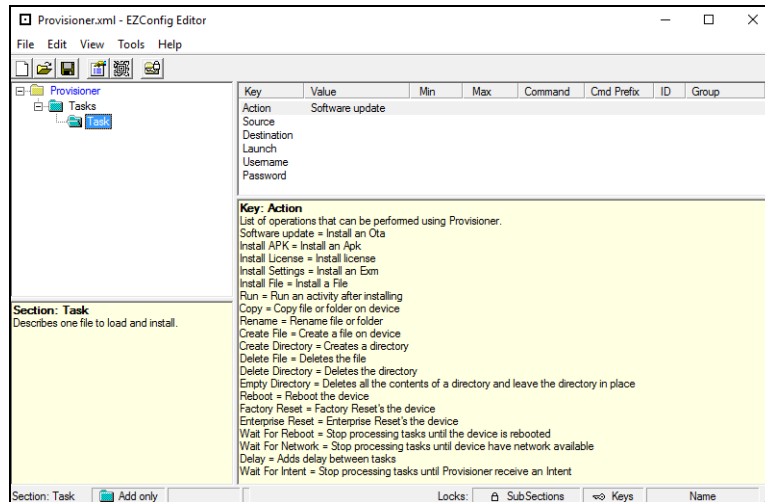 Provisioner.xml - EZConfig Editor
File Edit View Tools Help
Provisioner
Tasks
Task
Key Value Min Max Command Cmd Prefix ID Group
Action Software update
Source
Destination
Launch
Username
Password
Section: Task
Describes one file to load and install.
Key: Action
List of operations that can be performed using Provisioner.
Software update = Install an Ota
Install APK = Install an Apk
Install License = Install license
Install Settings = Install an Exm
Install File = Install a File
Run = Run an activity after installing
Copy = Copy file or folder on device
Rename = Rename file or folder
Create File = Create a file on device
Create Directory = Creates a directory
Delete File = Deletes the file
Delete Directory = Deletes the directory
Empty Directory = Deletes all the contents of a directory and leave the directory in place
Reboot = Reboot the device
Factory Reset = Factory Reset's the device
Enterprise Reset = Enterprise Reset's the device
Wait For Reboot = Stop processing tasks until the device is rebooted
Wait For Network = Stop processing tasks until device have network available
Delay = Adds delay between tasks
Wait For Intent = Stop processing tasks until Provisioner receive an Intent
Section: Task Add only Locks: SubSections Keys Name